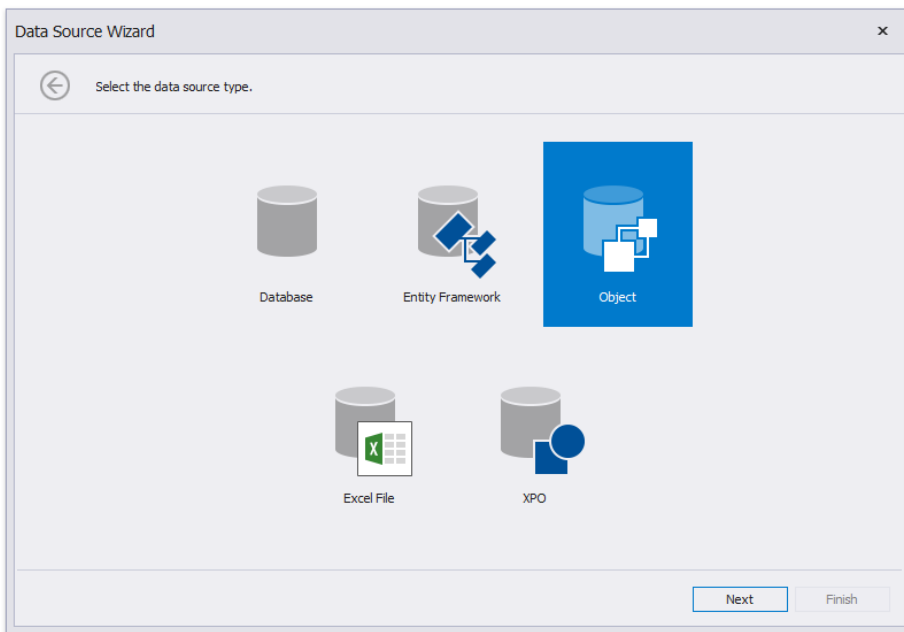 Data Source Wizard
Select the data source type.
Database
Entity Framework
Object
X
Excel File
XPO
Next
Finish